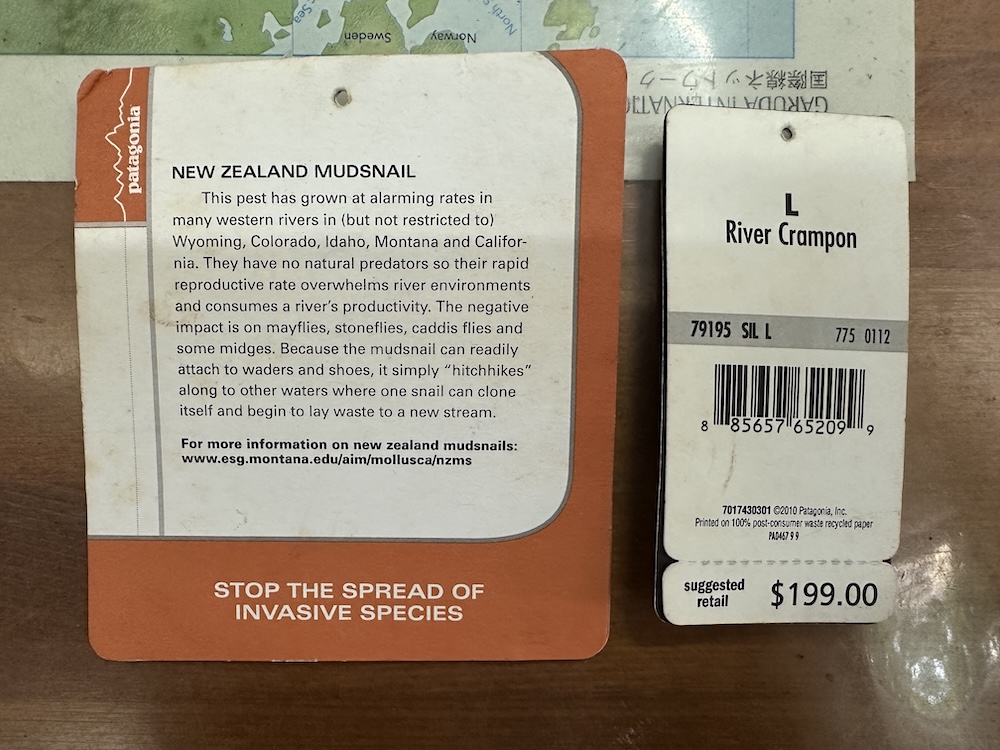 Sea
Sweden
Norway
North S
国際線ネットワーク
GARUDA INTERNATIO
patagonia
NEW ZEALAND MUDSNAIL
This pest has grown at alarming rates in
many western rivers in (but not restricted to)
Wyoming, Colorado, Idaho, Montana and Califor-
nia. They have no natural predators so their rapid
reproductive rate overwhelms river environments
and consumes a river's productivity. The negative
impact is on mayflies, stoneflies, caddis flies and
some midges. Because the mudsnail can readily
attach to waders and shoes, it simply “hitchhikes”
along to other waters where one snail can clone
itself and begin to lay waste to a new stream.
For more information on new zealand mudsnails:
www.esg.montana.edu/aim/mollusca/nzms
STOP THE SPREAD OF
INVASIVE SPECIES
L
River Crampon
79195 SIL L 775 0112
8 85657 65209 9
7017430301 ©2010 Patagonia, Inc.
Printed on 100% post-consumer waste recycled paper
PA0467 9 9
suggested
retail
$199.00